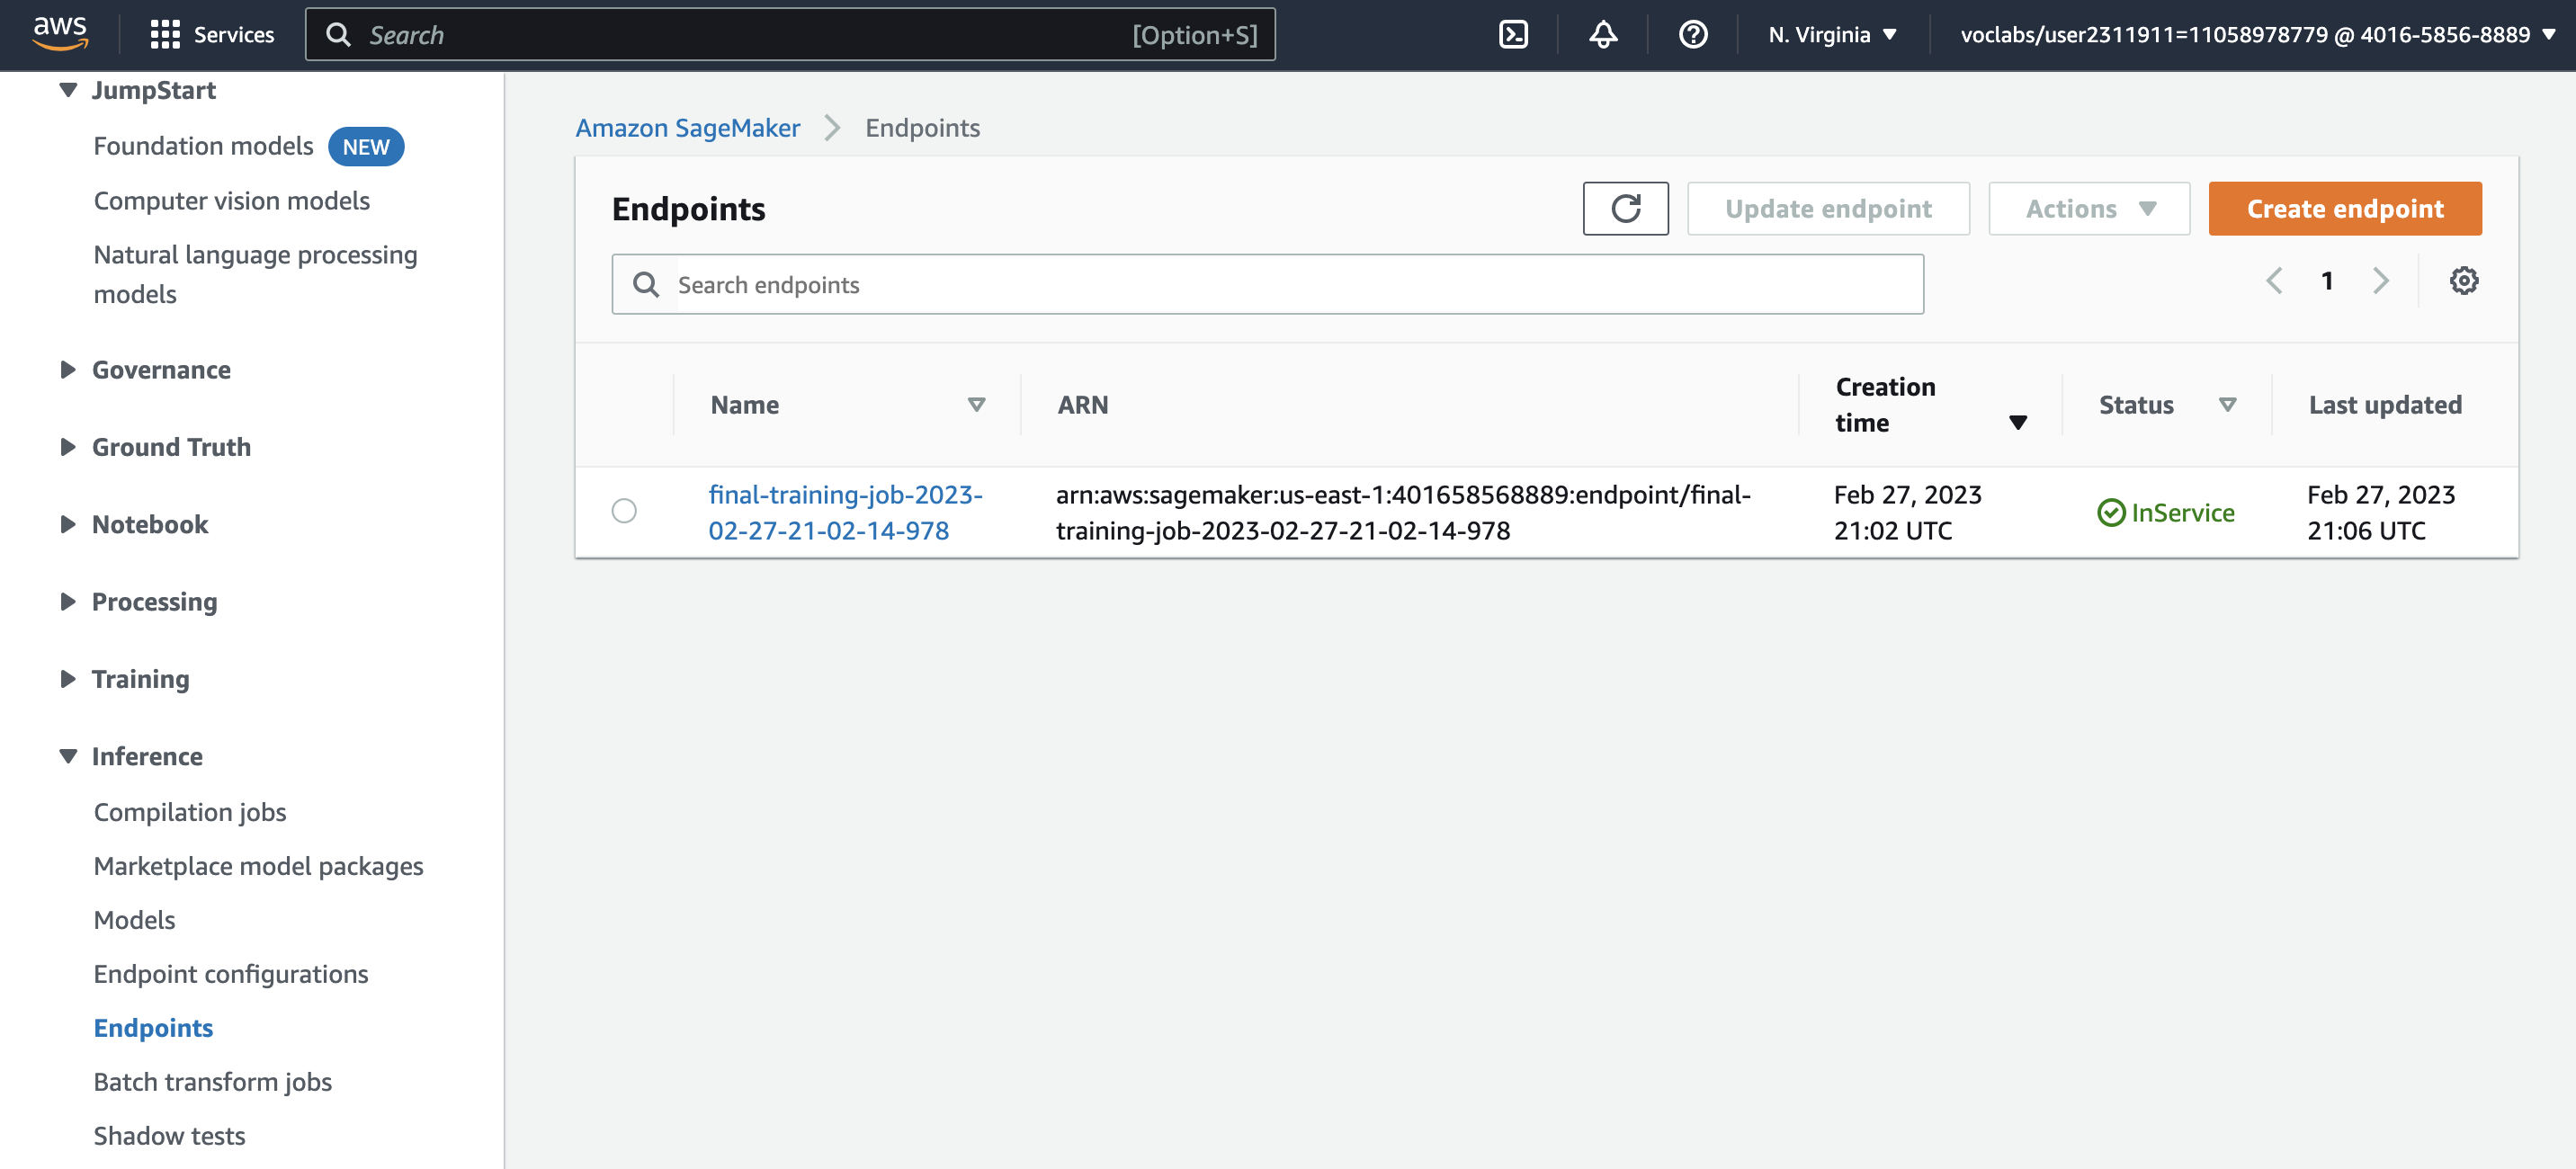 aws
Services
Search
[Option+S]
N. Virginia
voclabs/user2311911=11058978779 @ 4016-5856-8889
JumpStart
Foundation models NEW
Computer vision models
Natural language processing
models
Governance
Ground Truth
Notebook
Processing
Training
Inference
Compilation jobs
Marketplace model packages
Models
Endpoint configurations
Endpoints
Batch transform jobs
Shadow tests
Amazon SageMaker
Endpoints
Endpoints
Update endpoint
Actions
Create endpoint
Search endpoints
1
Name
ARN
Creation
time
Status
Last updated
final-training-job-2023-
02-27-21-02-14-978
arn:aws:sagemaker:us-east-1:401658568889:endpoint/final-
training-job-2023-02-27-21-02-14-978
Feb 27, 2023
21:02 UTC
InService
Feb 27, 2023
21:06 UTC